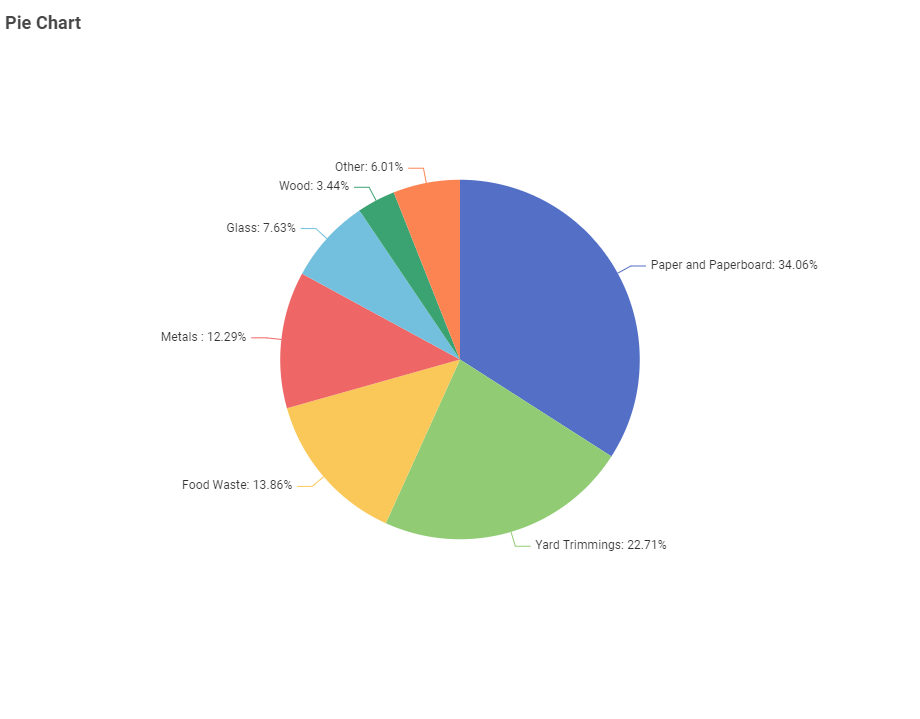 Pie Chart
Other: 6.01%
Wood: 3.44%
Glass: 7.63%
Paper and Paperboard: 34.06%
Metals : 12.29%
Food Waste: 13.86%
Yard Trimmings: 22.71%